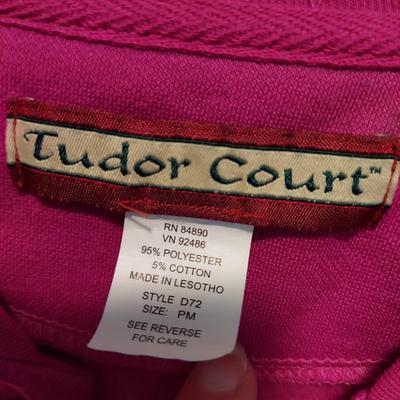 Tudor Court™
RN 84890
VN 92486
95% POLYESTER
5% COTTON
MADE IN LESOTHO
STYLE D72
SIZE: PM
SEE REVERSE
FOR CARE